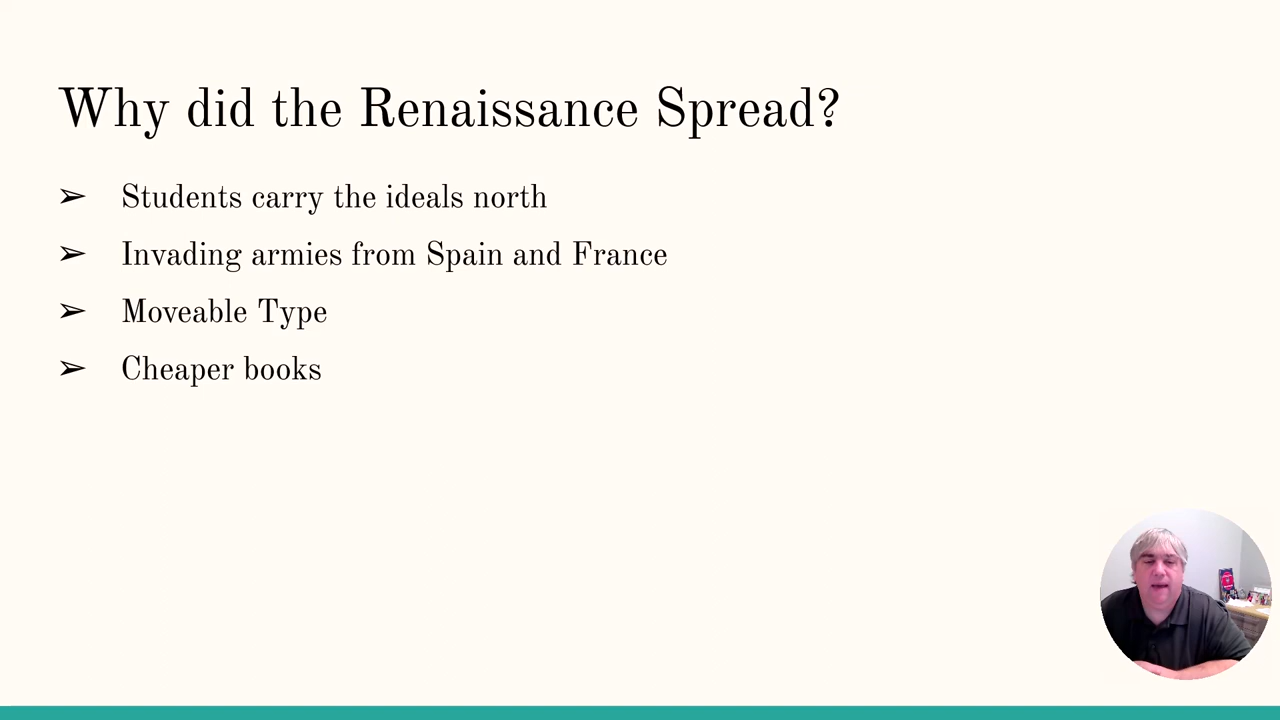 Why did the Renaissance Spread?
➢ Students carry the ideals north
➢ Invading armies from Spain and France
➢ Moveable Type
➢ Cheaper books